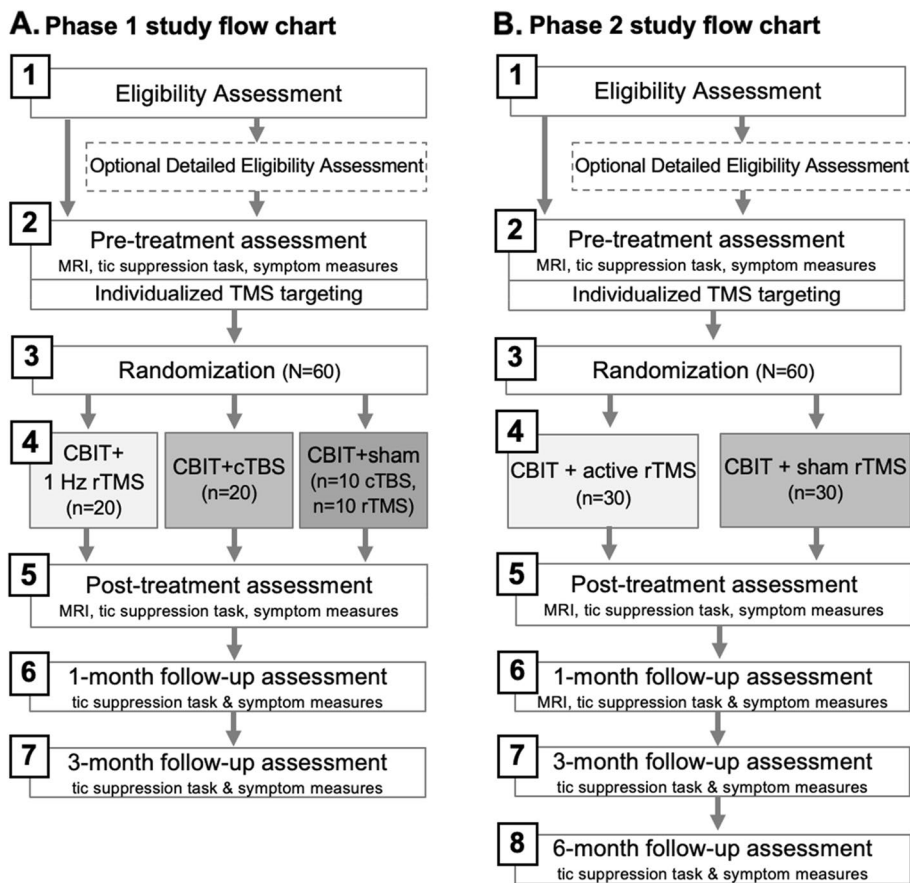 A. Phase 1 study flow chart
1
Eligibility Assessment
Optional Detailed Eligibility Assessment
2
Pre-treatment assessment
MRI, tic suppression task, symptom measures
Individualized TMS targeting
3
Randomization (N=60)
4
CBIT+
1 Hz rTMS
(n=20)
CBIT+cTBS
(n=20)
CBIT+sham
(n=10 cTBS,
n=10 rTMS)
5
Post-treatment assessment
MRI, tic suppression task, symptom measures
6
1-month follow-up assessment
tic suppression task & symptom measures
7
3-month follow-up assessment
tic suppression task & symptom measures
B. Phase 2 study flow chart
1
Eligibility Assessment
Optional Detailed Eligibility Assessment
2
Pre-treatment assessment
MRI, tic suppression task, symptom measures
Individualized TMS targeting
3
Randomization (N=60)
4
CBIT + active rTMS
(n=30)
CBIT + sham rTMS
(n=30)
5
Post-treatment assessment
MRI, tic suppression task, symptom measures
6
1-month follow-up assessment
MRI, tic suppression task & symptom measures
7
3-month follow-up assessment
tic suppression task & symptom measures
8
6-month follow-up assessment
tic suppression task & symptom measures